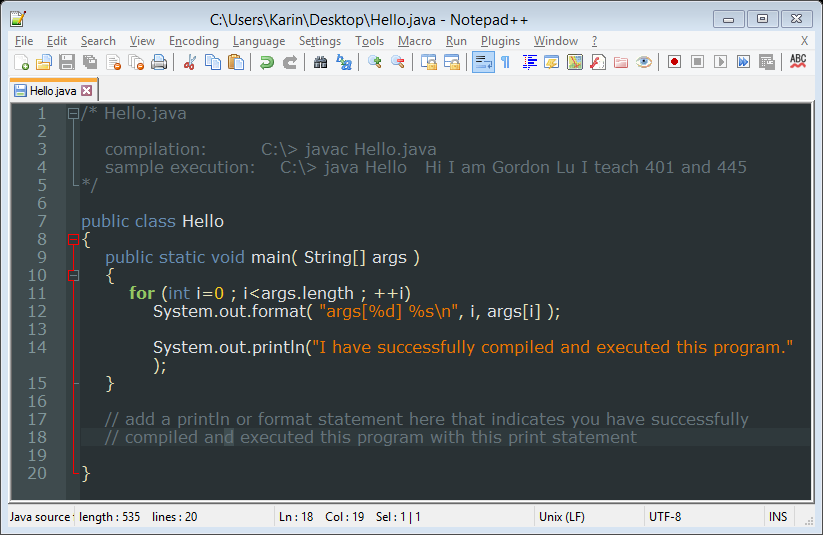 C:\Users\Karin\Desktop\Hello.java - Notepad++
File Edit Search View Encoding Language Settings Tools Macro Run Plugins Window ?
ABC
Hello.java
1 /* Hello.java
2
3 compilation: C:\> javac Hello.java
4 sample execution: C:\> java Hello Hi I am Gordon Lu I teach 401 and 445
5 */
6
7 public class Hello
8 {
9 public static void main( String[] args )
10 {
11 for (int i=0 ; i<args.length ; ++i)
12 System.out.format( "args[%d] %s\n", i, args[i] );
13
14 System.out.println("I have successfully compiled and executed this program."
);
15 }
16
17 // add a println or format statement here that indicates you have successfully
18 // compiled and executed this program with this print statement
19
20 }
Java source length : 535 lines : 20 Ln : 18 Col : 19 Sel : 1 | 1 Unix (LF) UTF-8 INS